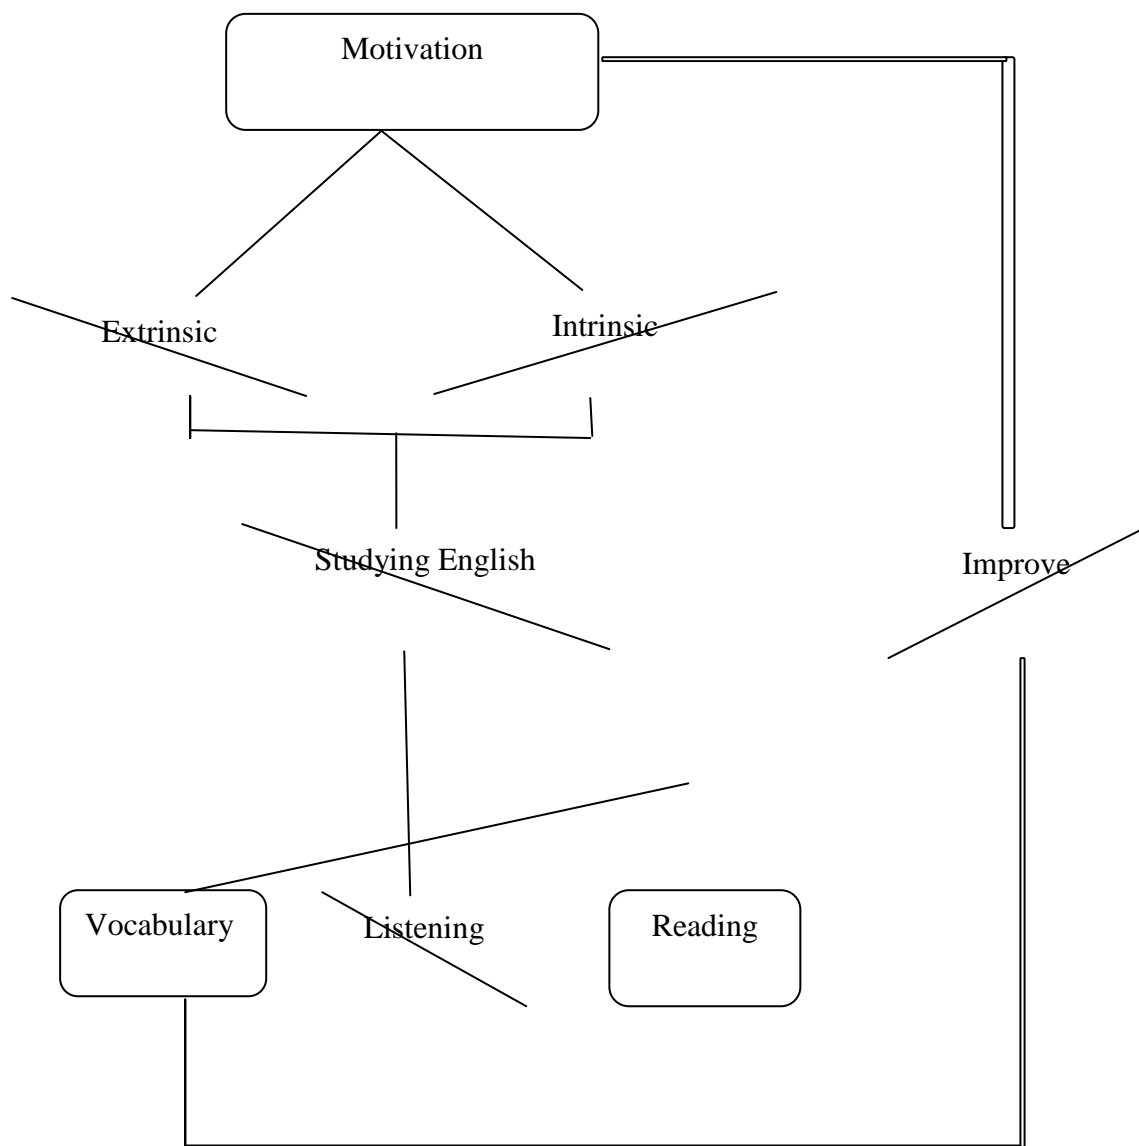 Motivation
Extrinsic
Intrinsic
Studying English
Improve
Vocabulary
Listening
Reading